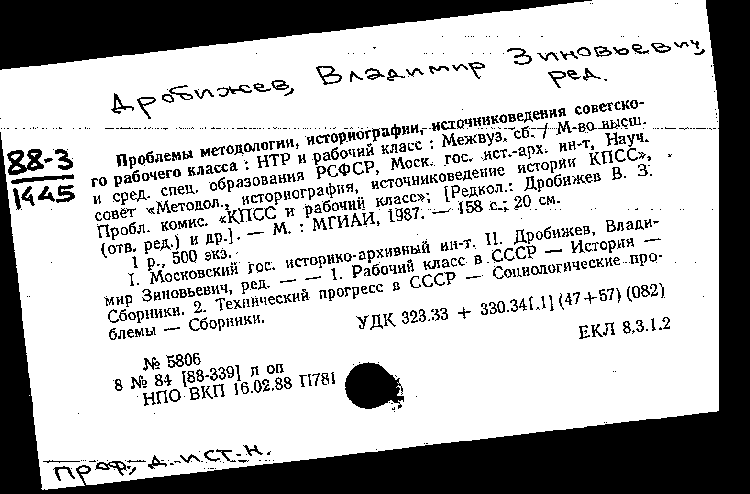 Дробижев, Владимир Зиновьевич,
ред.
88-3
1445
Проблемы методологии, историографии, источниковедения советско-
го рабочего класса : НТР и рабочий класс : Межвуз. сб. / М-во высш.
и сред. спец. образования РСФСР, Моск. гос. ист.-арх. ин-т, Науч.
совет «Методол., историография, источниковедение истории КПСС»,
Пробл. комис. «КПСС и рабочий класс»; [Редкол.: Дробижев В. З.
(отв. ред.) и др.]. — М. : МГИАИ, 1987. — 158 с.; 20 см.
1 р., 500 экз.
I. Московский гос. историко-архивный ин-т. II. Дробижев, Влади-
мир Зиновьевич, ред. — — 1. Рабочий класс в СССР — История —
Сборники. 2. Технический прогресс в СССР — Социологические про-
блемы — Сборники.
УДК 323.33 + 330.341.1] (47+57) (082)
ЕКЛ 8.3.1.2
№ 5806
8 № 84 [88-339] п оп
НПО ВКП 16.02.88 П781
проф., д. ист. н.